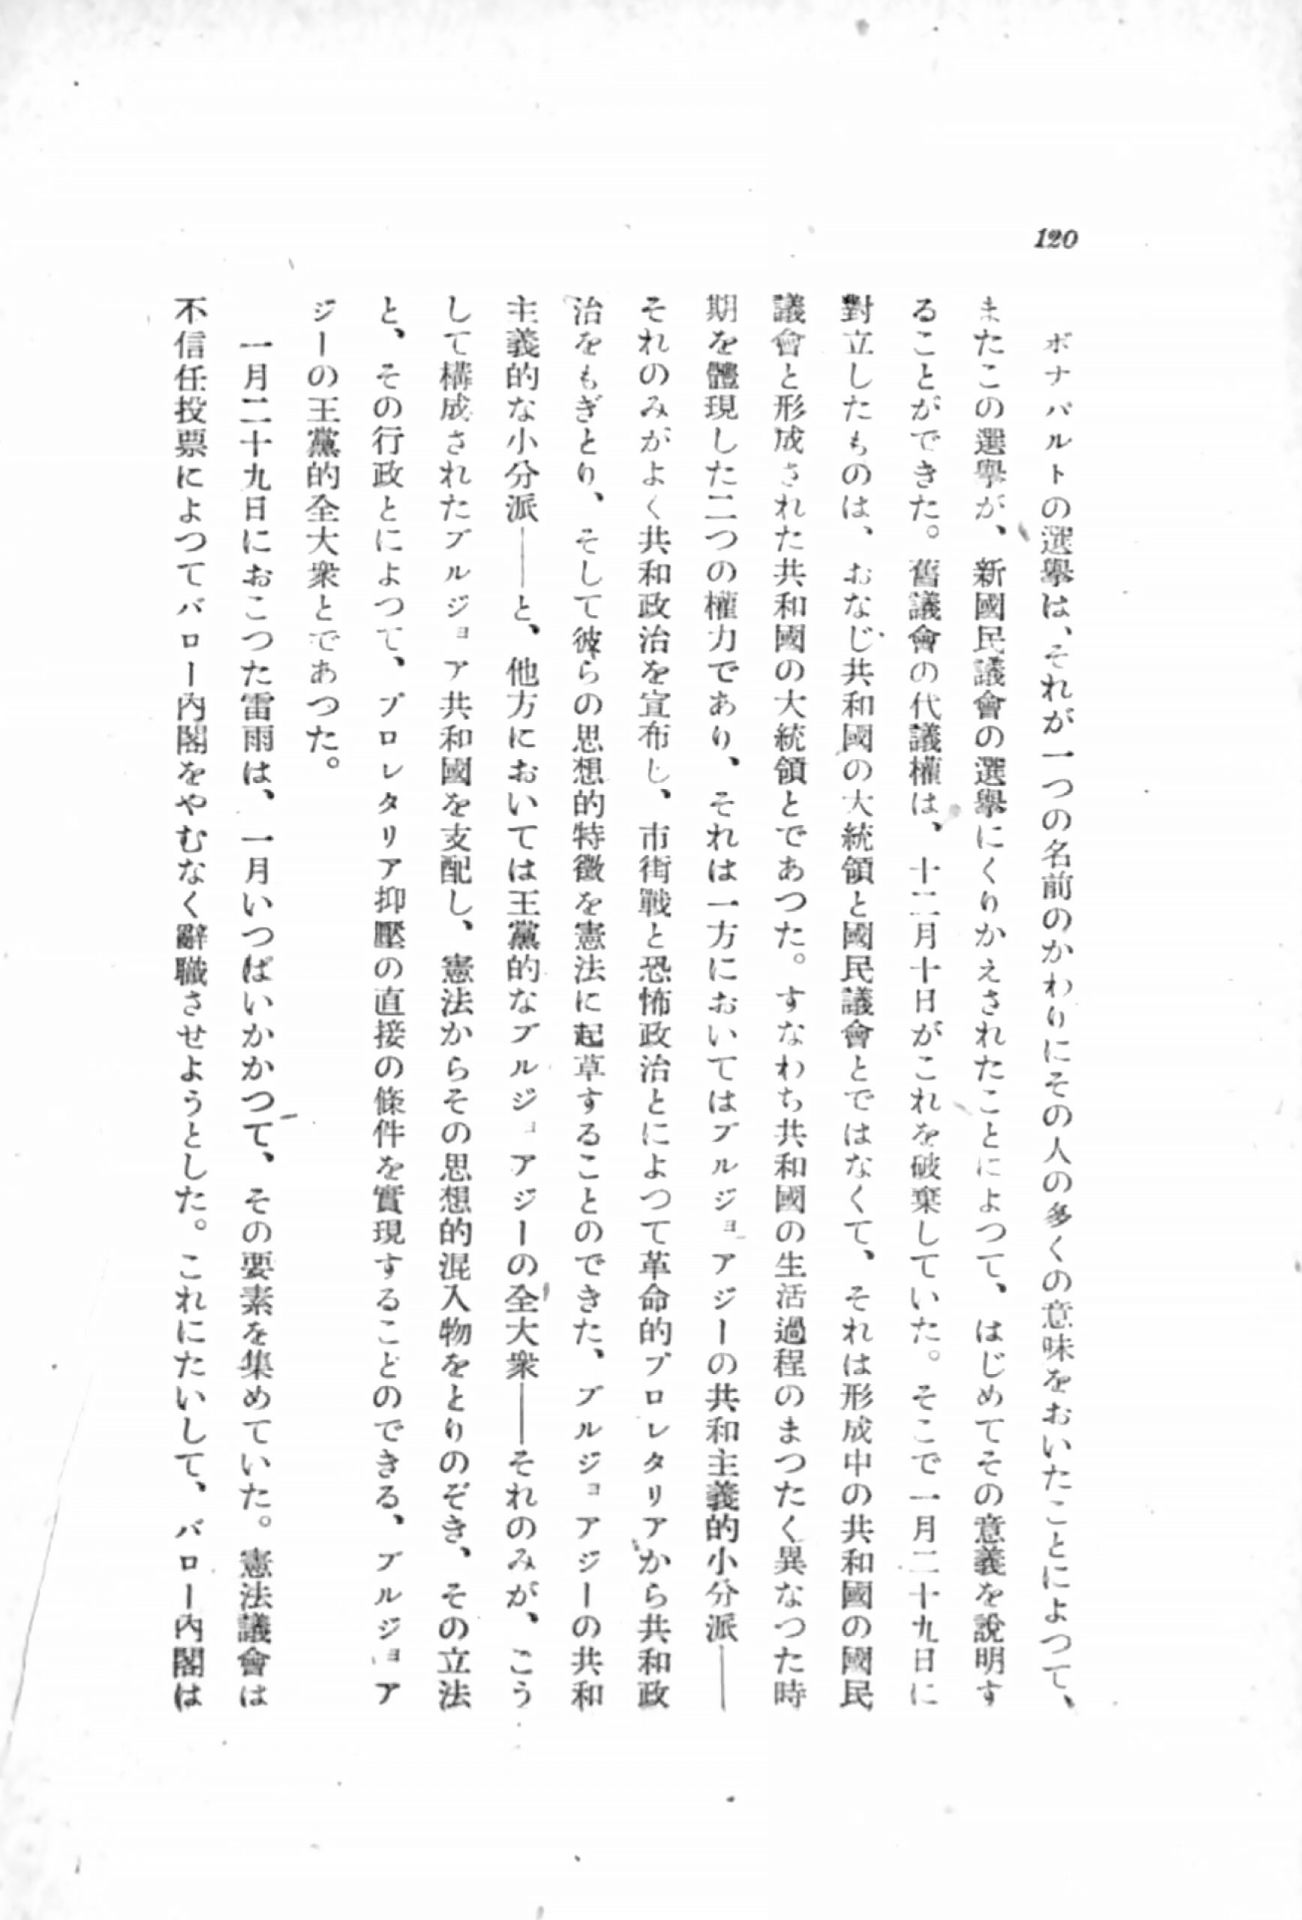 120
ボナパルトの選擧は、それが一つの名前のかわりにその人の多くの意味をおいたことによつて、
またこの選擧が、新國民議會の選擧にくりかえされたことによつて、はじめてその意義を說明す
ることができた。舊議會の代議權は、十二月十日がこれを破棄していた。そこで一月二十九日に
對立したものは、おなじ共和國の大統領と國民議會とではなくて、それは形成中の共和國の國民
議會と形成された共和國の大統領とであつた。すなわち共和國の生活過程のまつたく異なつた時
期を體現した二つの權力であり、それは一方においてはブルジョアジーの共和主義的小分派――
それのみがよく共和政治を宣布し、市街戰と恐怖政治とによつて革命的プロレタリアから共和政
治をもぎとり、そして彼らの思想的特徵を憲法に起草することのできた、ブルジョアジーの共和
主義的な小分派――と、他方においては王黨的なブルジョアジーの全大衆――それのみが、こう
して構成されたブルジョア共和國を支配し、憲法からその思想的混入物をとりのぞき、その立法
と、その行政とによつて、プロレタリア抑壓の直接の條件を實現することのできる、ブルジョア
ジーの王黨的全大衆とであつた。
一月二十九日におこつた雷雨は、一月いつぱいかかつて、その要素を集めていた。憲法議會は
不信任投票によつてバロー內閣をやむなく辭職させようとした。これにたいして、バロー內閣は